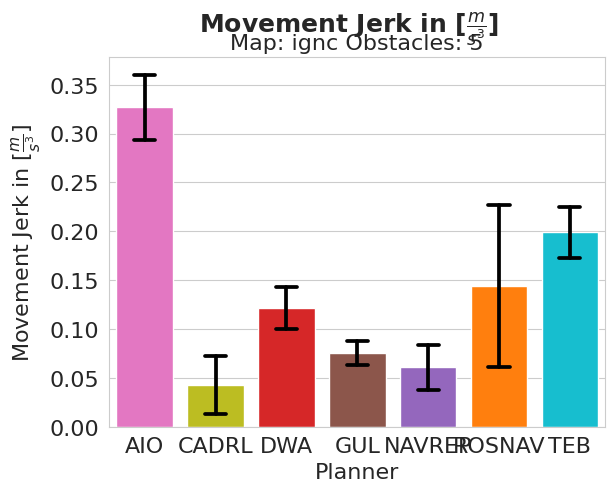 Movement Jerk in [m/s³]
Map: ignc Obstacles: 5
Movement Jerk in [m/s³]
0.35
0.30
0.25
0.20
0.15
0.10
0.05
0.00
AIO CADRL DWA GUL NAVREP ROSNAV TEB
Planner